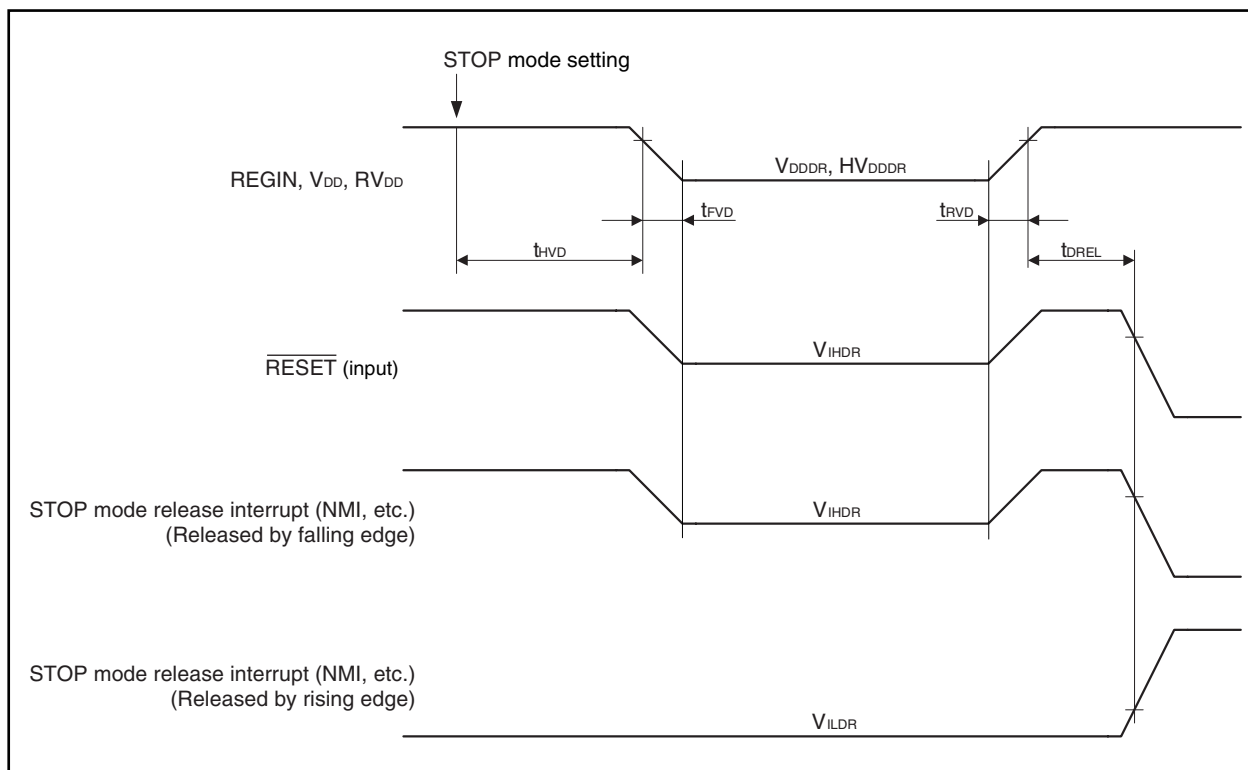 STOP mode setting
REGIN, VDD, RVDD
VDDDR, HVDDDR
tFVD
tRVD
tHVD
tDREL
RESET (input)
VIHDR
STOP mode release interrupt (NMI, etc.)
(Released by falling edge)
VIHDR
STOP mode release interrupt (NMI, etc.)
(Released by rising edge)
VILDR